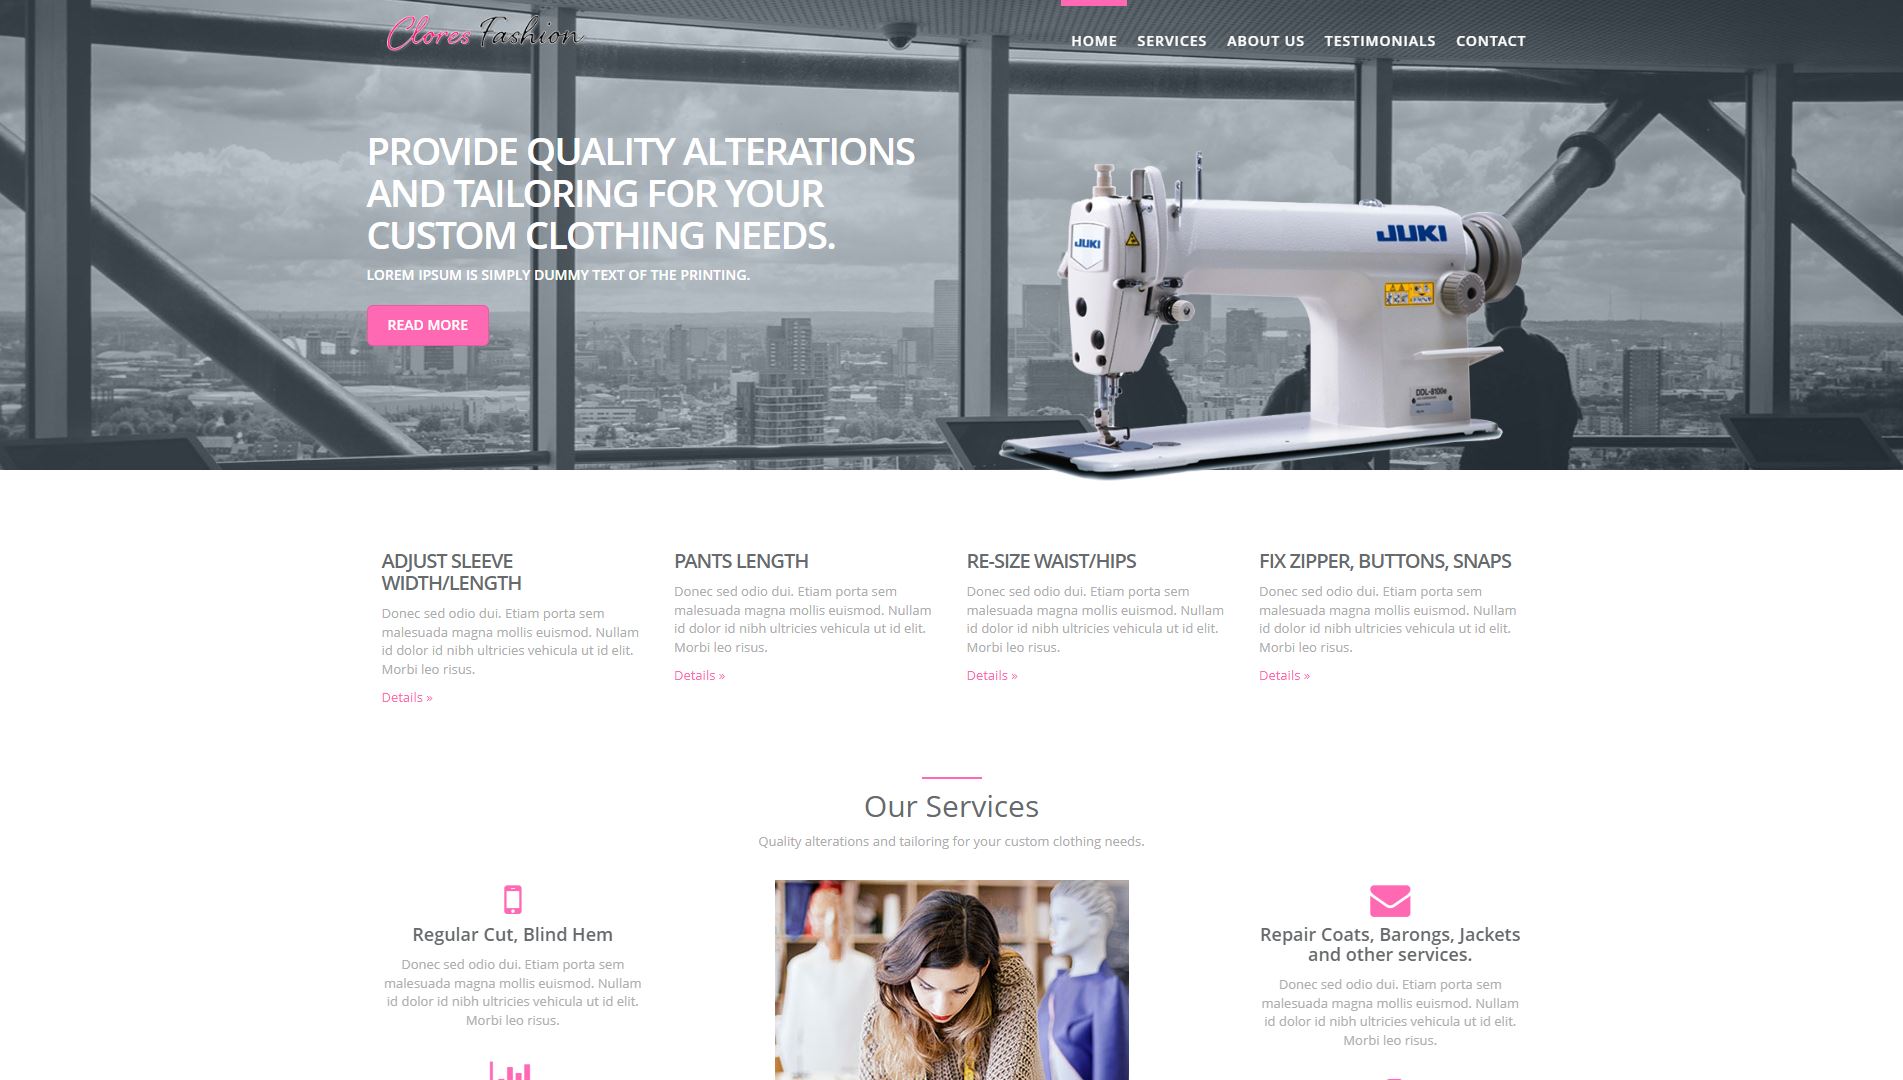 Clores Fashion
HOME SERVICES ABOUT US TESTIMONIALS CONTACT
PROVIDE QUALITY ALTERATIONS
AND TAILORING FOR YOUR
CUSTOM CLOTHING NEEDS.
LOREM IPSUM IS SIMPLY DUMMY TEXT OF THE PRINTING.
READ MORE
JUKI
JUKI
DDL-8100e
ADJUST SLEEVE
WIDTH/LENGTH
Donec sed odio dui. Etiam porta sem
malesuada magna mollis euismod. Nullam
id dolor id nibh ultricies vehicula ut id elit.
Morbi leo risus.
Details »
PANTS LENGTH
Donec sed odio dui. Etiam porta sem
malesuada magna mollis euismod. Nullam
id dolor id nibh ultricies vehicula ut id elit.
Morbi leo risus.
Details »
RE-SIZE WAIST/HIPS
Donec sed odio dui. Etiam porta sem
malesuada magna mollis euismod. Nullam
id dolor id nibh ultricies vehicula ut id elit.
Morbi leo risus.
Details »
FIX ZIPPER, BUTTONS, SNAPS
Donec sed odio dui. Etiam porta sem
malesuada magna mollis euismod. Nullam
id dolor id nibh ultricies vehicula ut id elit.
Morbi leo risus.
Details »
Our Services
Quality alterations and tailoring for your custom clothing needs.
Regular Cut, Blind Hem
Donec sed odio dui. Etiam porta sem
malesuada magna mollis euismod. Nullam
id dolor id nibh ultricies vehicula ut id elit.
Morbi leo risus.
Repair Coats, Barongs, Jackets
and other services.
Donec sed odio dui. Etiam porta sem
malesuada magna mollis euismod. Nullam
id dolor id nibh ultricies vehicula ut id elit.
Morbi leo risus.